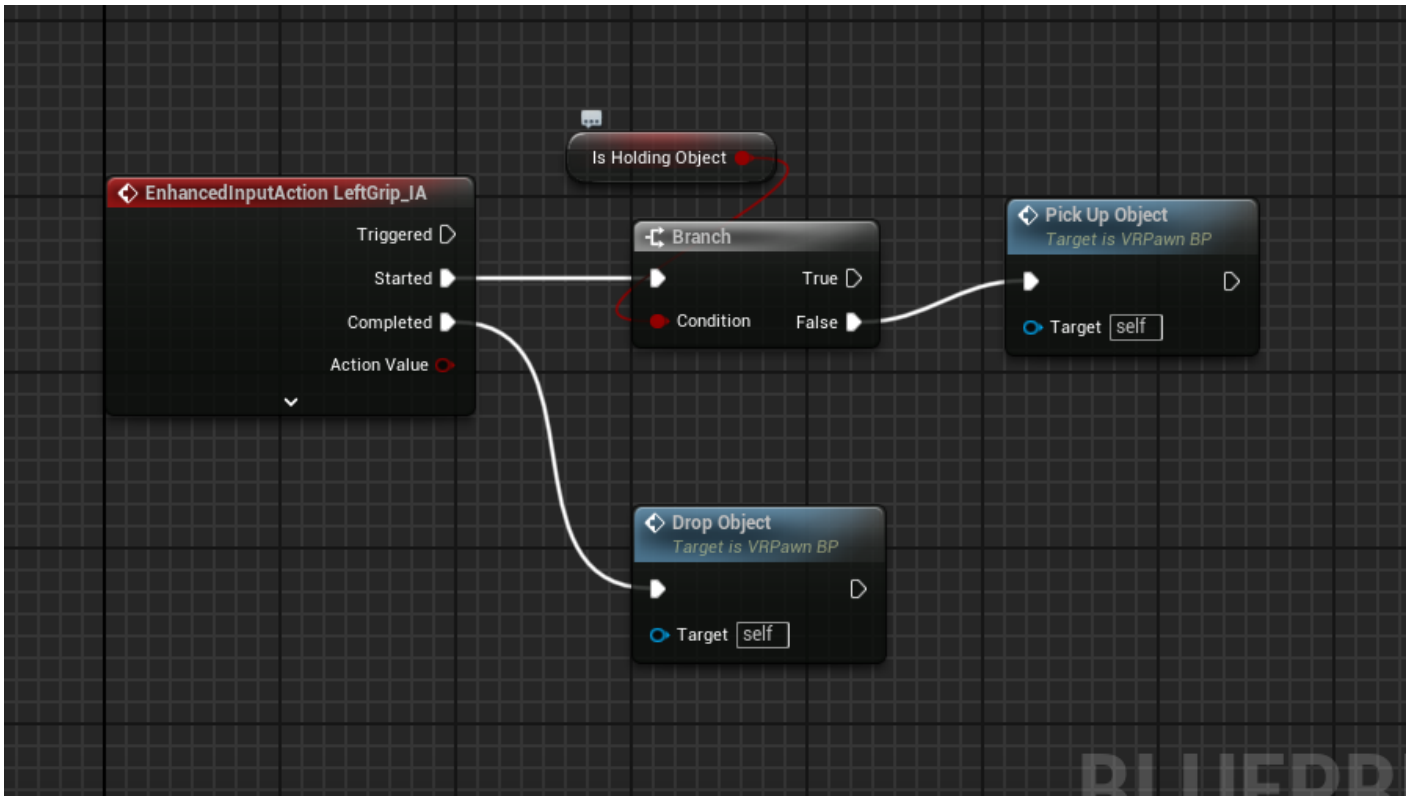 Is Holding Object
EnhancedInputAction LeftGrip_IA
Triggered
Started
Completed
Action Value
Branch
True
Condition
False
Pick Up Object
Target is VRPawn BP
Target self
Drop Object
Target is VRPawn BP
Target self